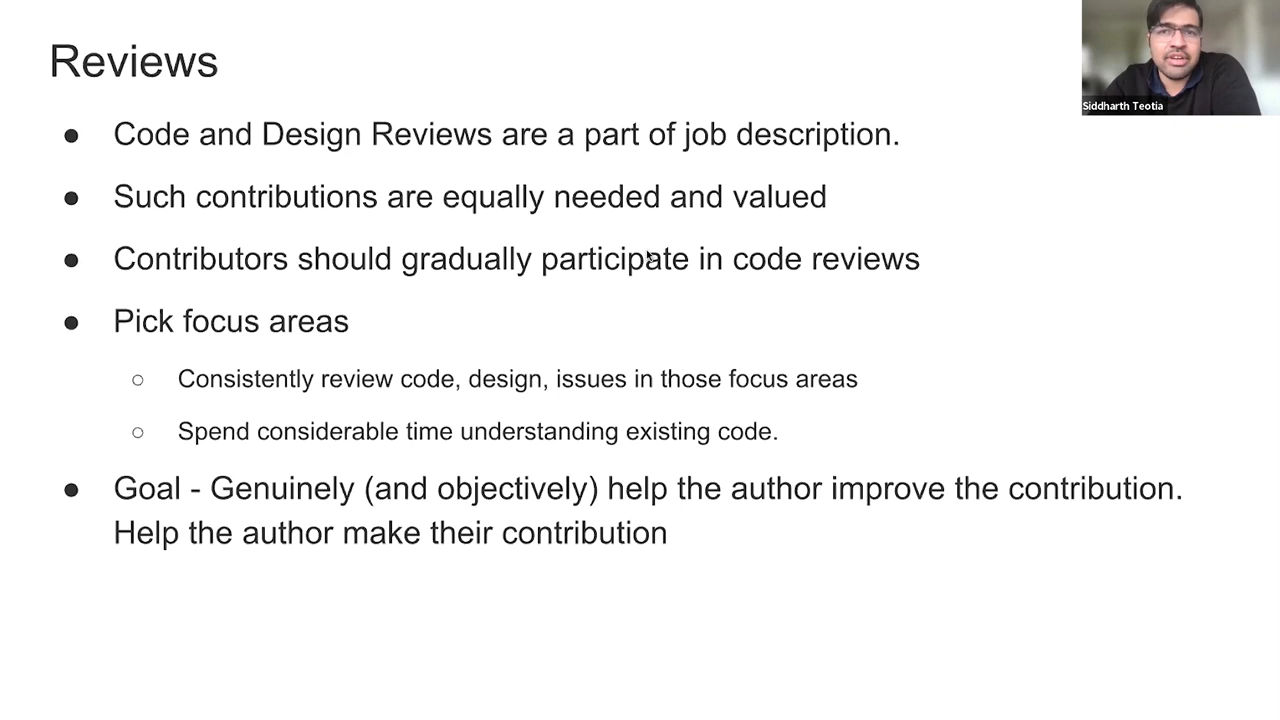 Reviews
Siddharth Teotia
● Code and Design Reviews are a part of job description.
● Such contributions are equally needed and valued
● Contributors should gradually participate in code reviews
● Pick focus areas
○ Consistently review code, design, issues in those focus areas
○ Spend considerable time understanding existing code.
● Goal - Genuinely (and objectively) help the author improve the contribution.
Help the author make their contribution